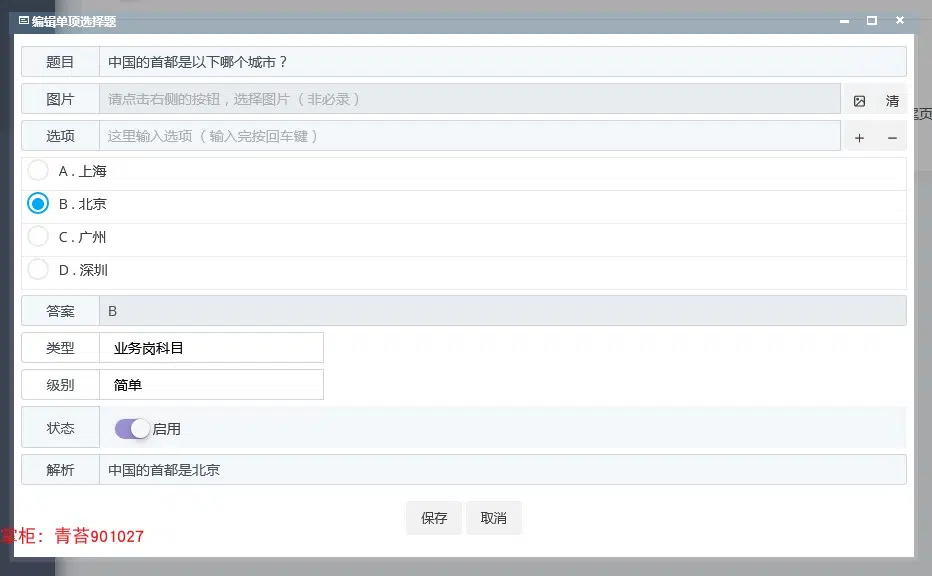 编辑单项选择题
题目 中国的首都是以下哪个城市？
图片 请点击右侧的按钮，选择图片（非必录） 清
选项 这里输入选项（输入完按回车键） + −
A . 上海
B . 北京
C . 广州
D . 深圳
答案 B
类型 业务岗科目
级别 简单
状态 启用
解析 中国的首都是北京
保存 取消
掌柜：青苔901027